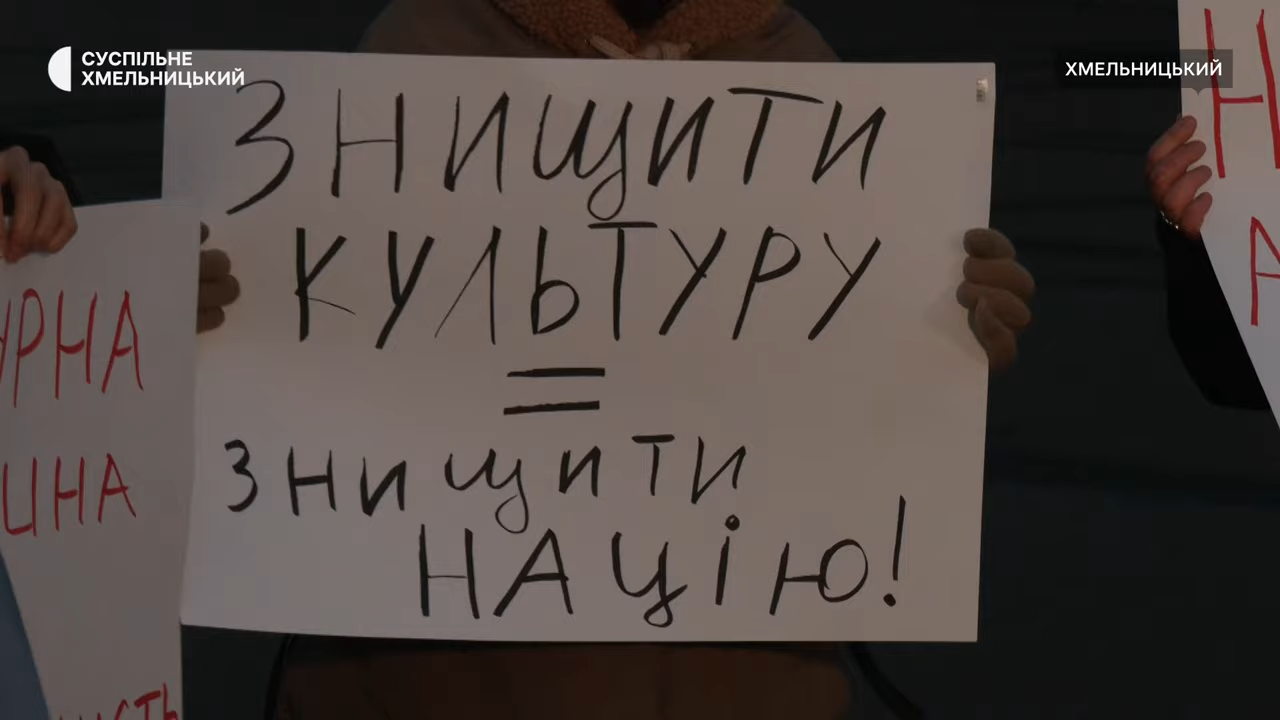 СУСПІЛЬНЕ
ХМЕЛЬНИЦЬКИЙ
ХМЕЛЬНИЦЬКИЙ
ЗНИЩИТИ
КУЛЬТУРУ
=
ЗНИЩИТИ
НАЦІЮ!